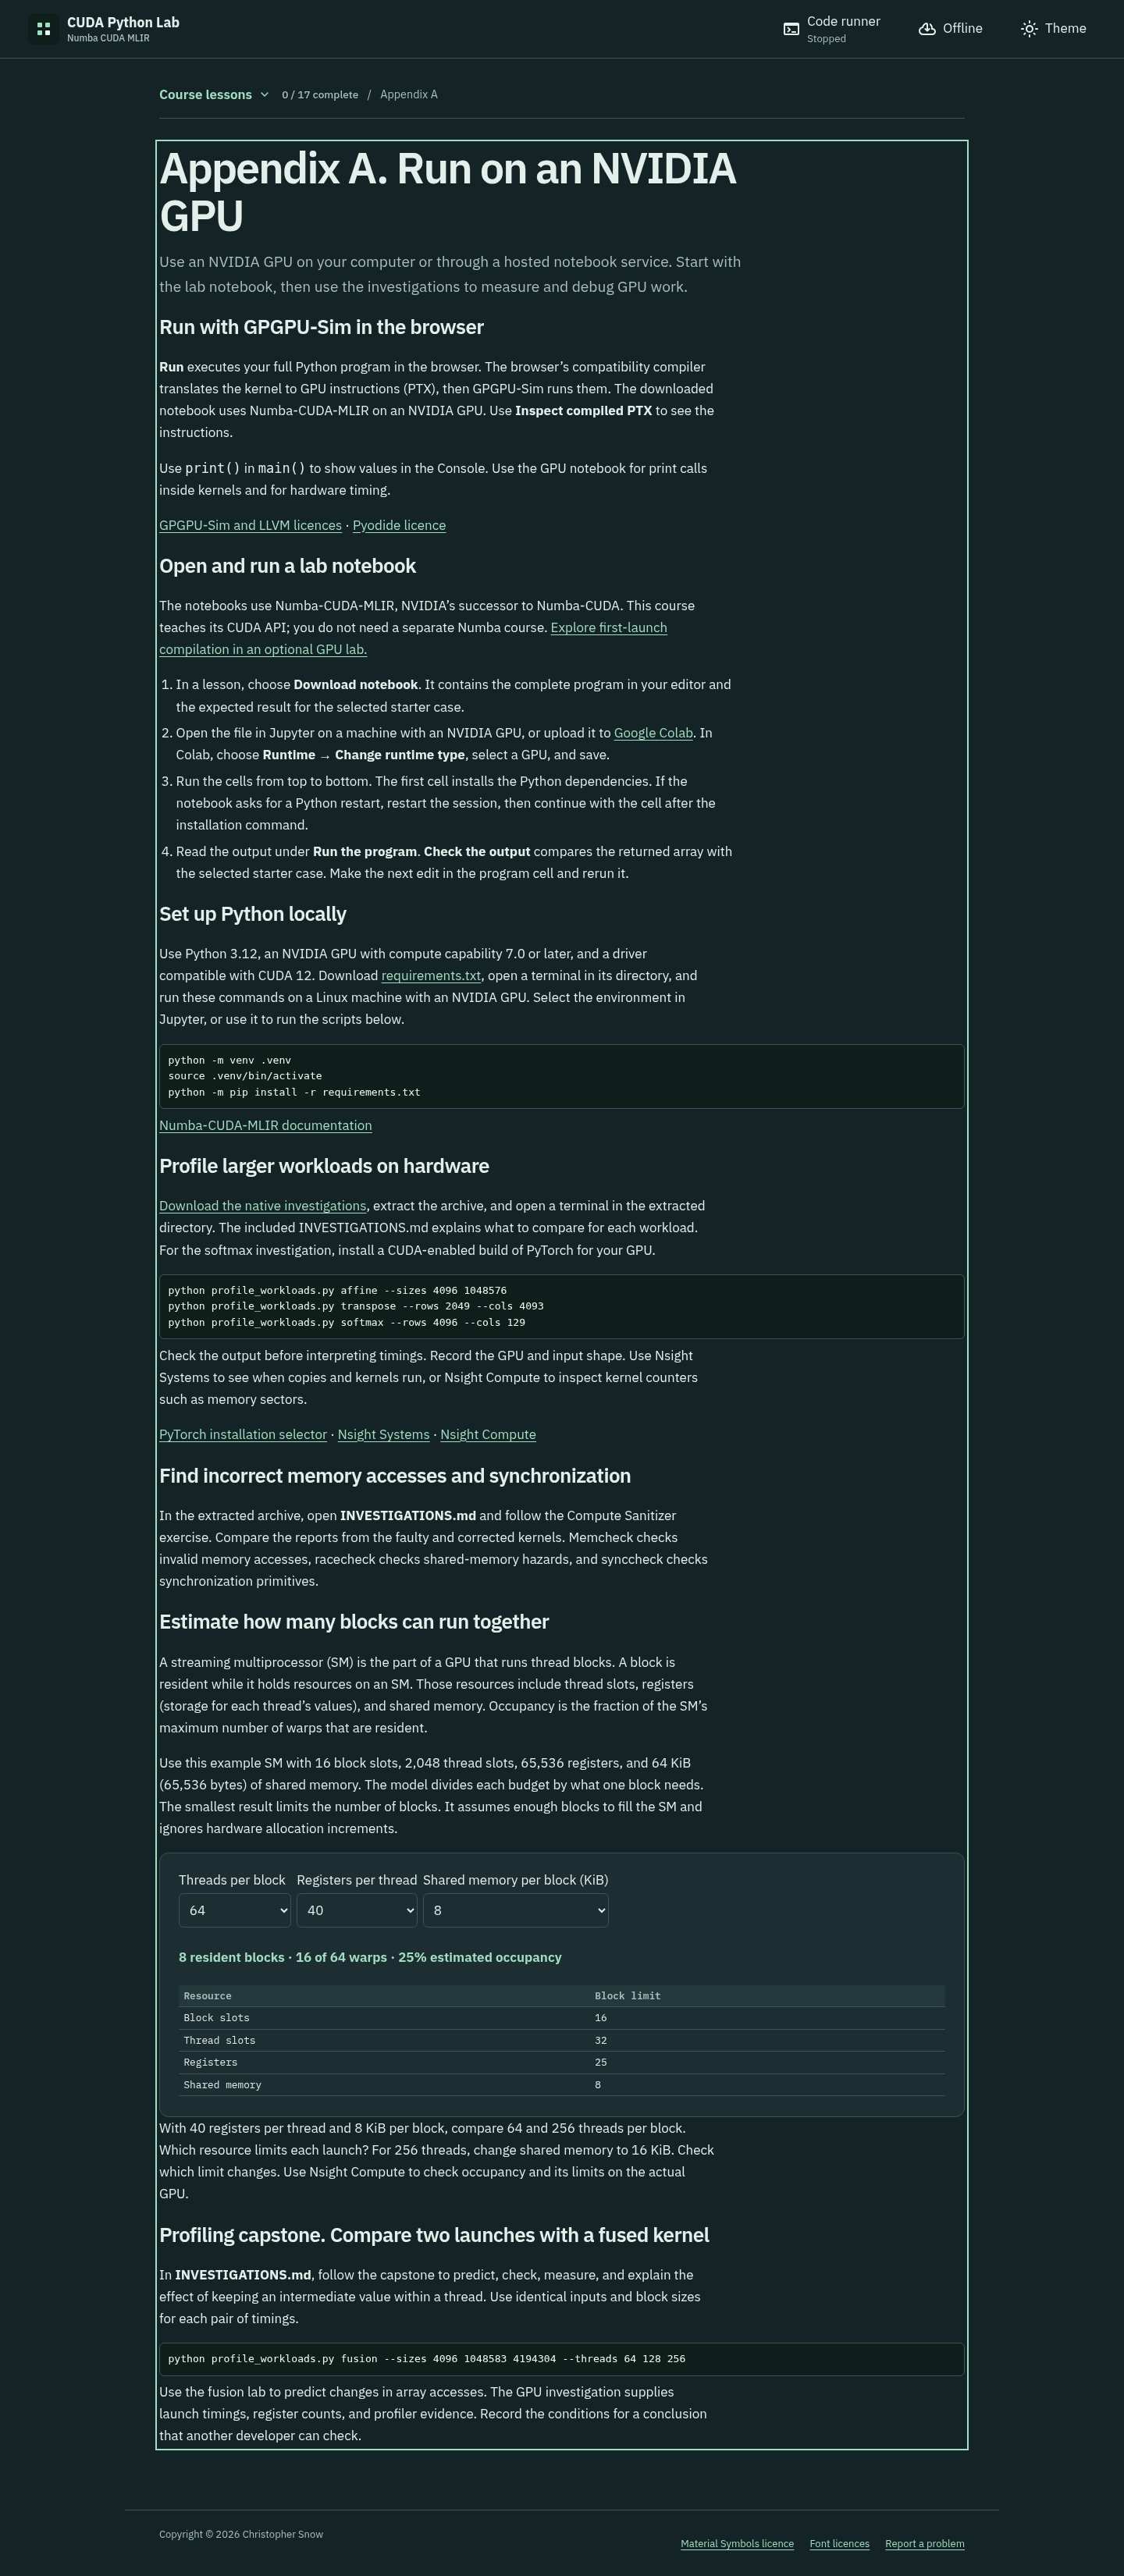 CUDA Python Lab
Numba CUDA MLIR
Code runner
Stopped
Offline
Theme
Course lessons
0 / 17 complete / Appendix A
Appendix A. Run on an NVIDIA
GPU
Use an NVIDIA GPU on your computer or through a hosted notebook service. Start with
the lab notebook, then use the investigations to measure and debug GPU work.
Run with GPGPU-Sim in the browser
Run executes your full Python program in the browser. The browser’s compatibility compiler
translates the kernel to GPU instructions (PTX), then GPGPU-Sim runs them. The downloaded
notebook uses Numba-CUDA-MLIR on an NVIDIA GPU. Use Inspect compiled PTX to see the
instructions.
Use print() in main() to show values in the Console. Use the GPU notebook for print calls
inside kernels and for hardware timing.
GPGPU-Sim and LLVM licences · Pyodide licence
Open and run a lab notebook
The notebooks use Numba-CUDA-MLIR, NVIDIA’s successor to Numba-CUDA. This course
teaches its CUDA API; you do not need a separate Numba course. Explore first-launch
compilation in an optional GPU lab.
1. In a lesson, choose Download notebook. It contains the complete program in your editor and
the expected result for the selected starter case.
2. Open the file in Jupyter on a machine with an NVIDIA GPU, or upload it to Google Colab. In
Colab, choose Runtime → Change runtime type, select a GPU, and save.
3. Run the cells from top to bottom. The first cell installs the Python dependencies. If the
notebook asks for a Python restart, restart the session, then continue with the cell after the
installation command.
4. Read the output under Run the program. Check the output compares the returned array with
the selected starter case. Make the next edit in the program cell and rerun it.
Set up Python locally
Use Python 3.12, an NVIDIA GPU with compute capability 7.0 or later, and a driver
compatible with CUDA 12. Download requirements.txt, open a terminal in its directory, and
run these commands on a Linux machine with an NVIDIA GPU. Select the environment in
Jupyter, or use it to run the scripts below.
python -m venv .venv
source .venv/bin/activate
python -m pip install -r requirements.txt
Numba-CUDA-MLIR documentation
Profile larger workloads on hardware
Download the native investigations, extract the archive, and open a terminal in the extracted
directory. The included INVESTIGATIONS.md explains what to compare for each workload.
For the softmax investigation, install a CUDA-enabled build of PyTorch for your GPU.
python profile_workloads.py affine --sizes 4096 1048576
python profile_workloads.py transpose --rows 2049 --cols 4093
python profile_workloads.py softmax --rows 4096 --cols 129
Check the output before interpreting timings. Record the GPU and input shape. Use Nsight
Systems to see when copies and kernels run, or Nsight Compute to inspect kernel counters
such as memory sectors.
PyTorch installation selector · Nsight Systems · Nsight Compute
Find incorrect memory accesses and synchronization
In the extracted archive, open INVESTIGATIONS.md and follow the Compute Sanitizer
exercise. Compare the reports from the faulty and corrected kernels. Memcheck checks
invalid memory accesses, racecheck checks shared-memory hazards, and synccheck checks
synchronization primitives.
Estimate how many blocks can run together
A streaming multiprocessor (SM) is the part of a GPU that runs thread blocks. A block is
resident while it holds resources on an SM. Those resources include thread slots, registers
(storage for each thread’s values), and shared memory. Occupancy is the fraction of the SM’s
maximum number of warps that are resident.
Use this example SM with 16 block slots, 2,048 thread slots, 65,536 registers, and 64 KiB
(65,536 bytes) of shared memory. The model divides each budget by what one block needs.
The smallest result limits the number of blocks. It assumes enough blocks to fill the SM and
ignores hardware allocation increments.
Threads per block Registers per thread Shared memory per block (KiB)
64 40 8
8 resident blocks · 16 of 64 warps · 25% estimated occupancy
Resource Block limit
Block slots 16
Thread slots 32
Registers 25
Shared memory 8
With 40 registers per thread and 8 KiB per block, compare 64 and 256 threads per block.
Which resource limits each launch? For 256 threads, change shared memory to 16 KiB. Check
which limit changes. Use Nsight Compute to check occupancy and its limits on the actual
GPU.
Profiling capstone. Compare two launches with a fused kernel
In INVESTIGATIONS.md, follow the capstone to predict, check, measure, and explain the
effect of keeping an intermediate value within a thread. Use identical inputs and block sizes
for each pair of timings.
python profile_workloads.py fusion --sizes 4096 1048583 4194304 --threads 64 128 256
Use the fusion lab to predict changes in array accesses. The GPU investigation supplies
launch timings, register counts, and profiler evidence. Record the conditions for a conclusion
that another developer can check.
Copyright © 2026 Christopher Snow
Material Symbols licence Font licences Report a problem